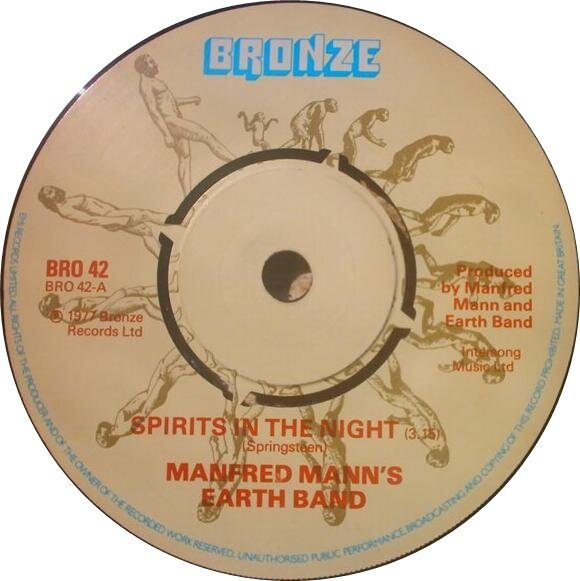 BRONZE
BRO 42
BRO 42-A
℗ 1977 Bronze
Records Ltd
Produced
by Manfred
Mann and
Earth Band
Intersong
Music Ltd
SPIRITS IN THE NIGHT (3.15)
(Springsteen)
MANFRED MANN'S
EARTH BAND
EMI RECORDS LIMITED. ALL RIGHTS OF THE PRODUCER AND OF THE OWNER OF THE RECORDED WORK RESERVED. UNAUTHORISED PUBLIC PERFORMANCE, BROADCASTING AND COPYING OF THIS RECORD PROHIBITED. MADE IN GREAT BRITAIN